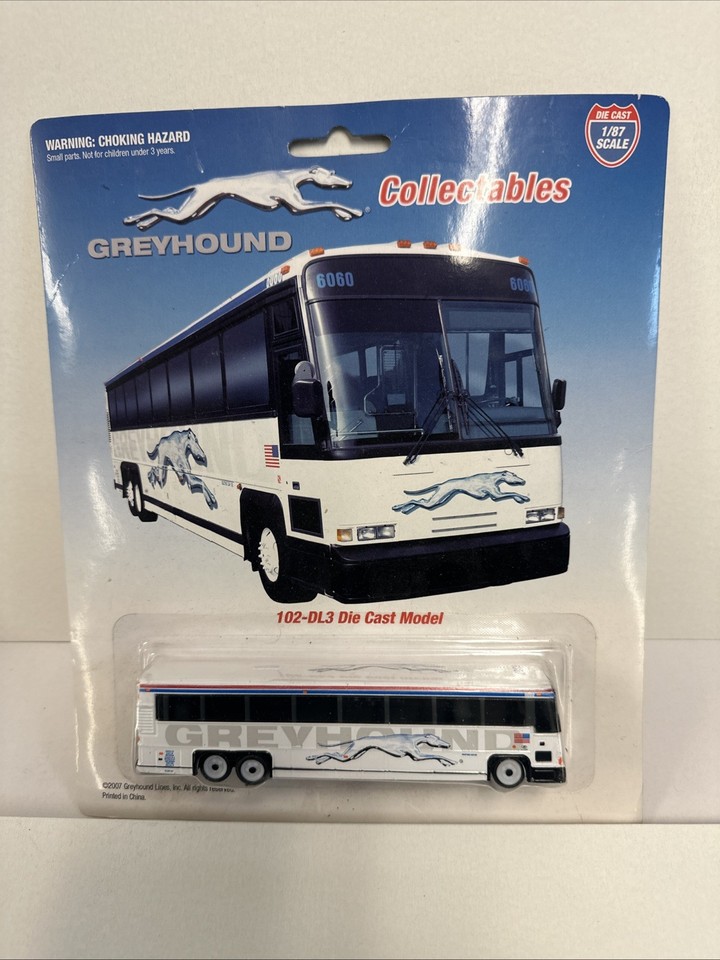 WARNING: CHOKING HAZARD
Small parts. Not for children under 3 years.
DIE CAST
1/87
SCALE
Collectables
GREYHOUND
6060
GREYHOUND
102-DL3 Die Cast Model
GREYHOUND
©2007 Greyhound Lines, Inc. All rights reserved.
Printed in China.